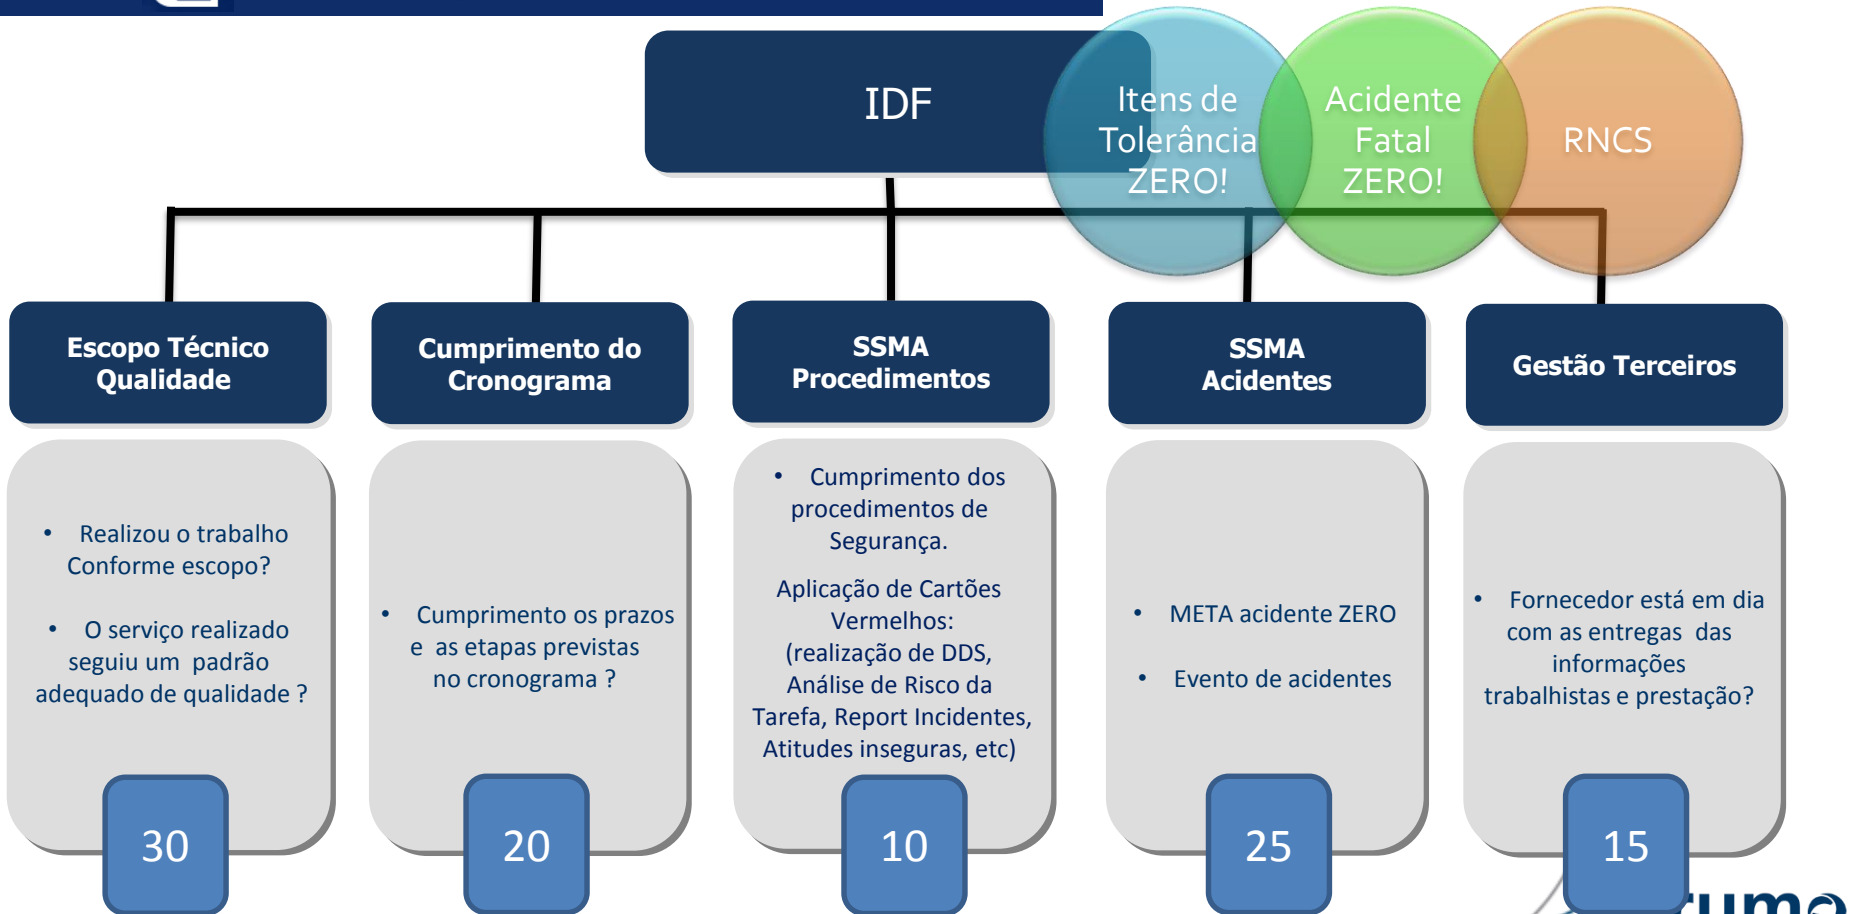 IDF
Itens de
Tolerância
ZERO!
Acidente
Fatal
ZERO!
RNCS
Escopo Técnico
Qualidade
Cumprimento do
Cronograma
SSMA
Procedimentos
SSMA
Acidentes
Gestão Terceiros
• Realizou o trabalho
Conforme escopo?
• O serviço realizado
seguiu um padrão
adequado de qualidade ?
• Cumprimento os prazos
e as etapas previstas
no cronograma ?
• Cumprimento dos
procedimentos de
Segurança.
Aplicação de Cartões
Vermelhos:
(realização de DDS,
Análise de Risco da
Tarefa, Report Incidentes,
Atitudes inseguras, etc)
• META acidente ZERO
• Evento de acidentes
• Fornecedor está em dia
com as entregas das
informações
trabalhistas e prestação?
30
20
10
25
15